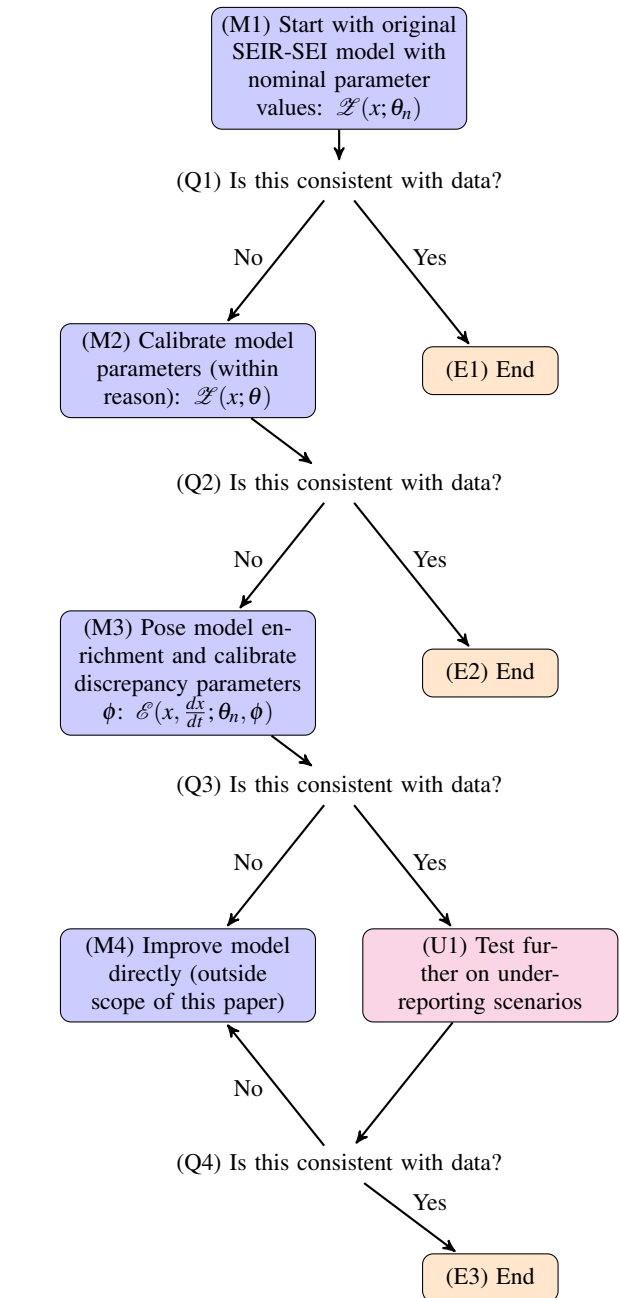 (M1) Start with original
SEIR-SEI model with
nominal parameter
values: 𝒵(x;θₙ)
(Q1) Is this consistent with data?
No
Yes
(M2) Calibrate model
parameters (within
reason): 𝒵(x;θ)
(E1) End
(Q2) Is this consistent with data?
No
Yes
(M3) Pose model en-
richment and calibrate
discrepancy parameters
ϕ: ℰ(x, dx/dt; θₙ, ϕ)
(E2) End
(Q3) Is this consistent with data?
No
Yes
(M4) Improve model
directly (outside
scope of this paper)
(U1) Test fur-
ther on under-
reporting scenarios
No
(Q4) Is this consistent with data?
Yes
(E3) End